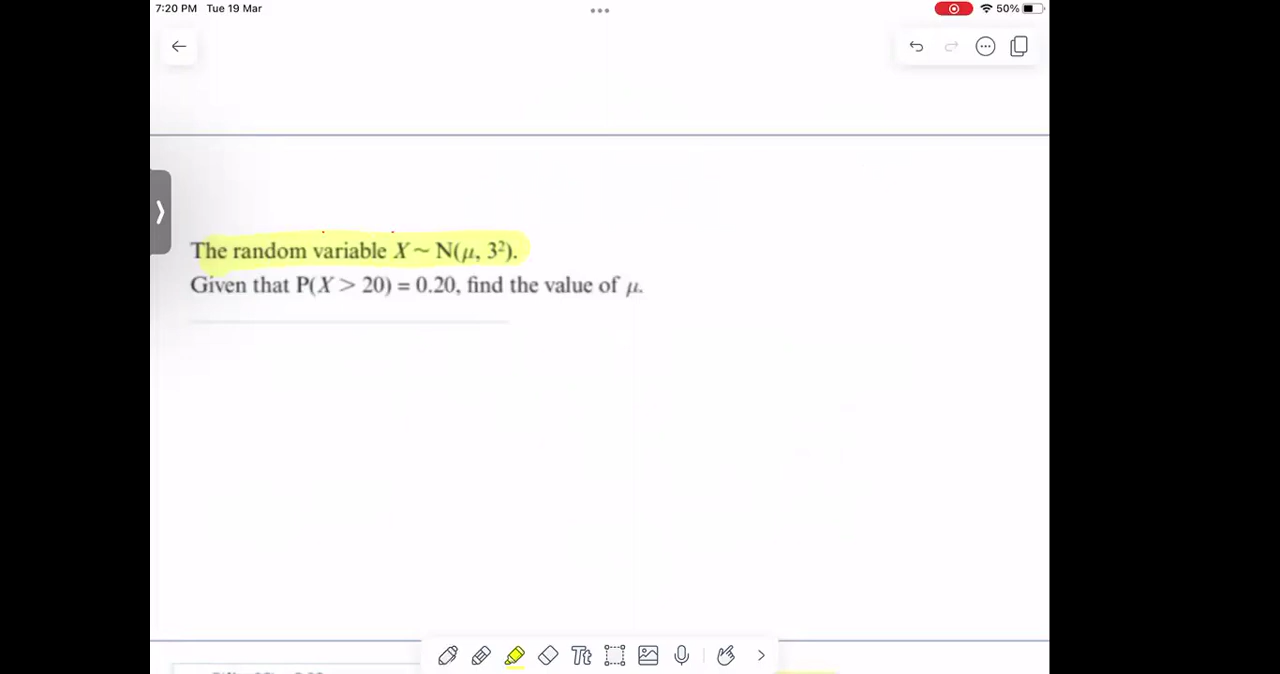 7:20 PM Tue 19 Mar
50%
The random variable X ~ N(μ, 3²).
Given that P(X > 20) = 0.20, find the value of μ.
Tt